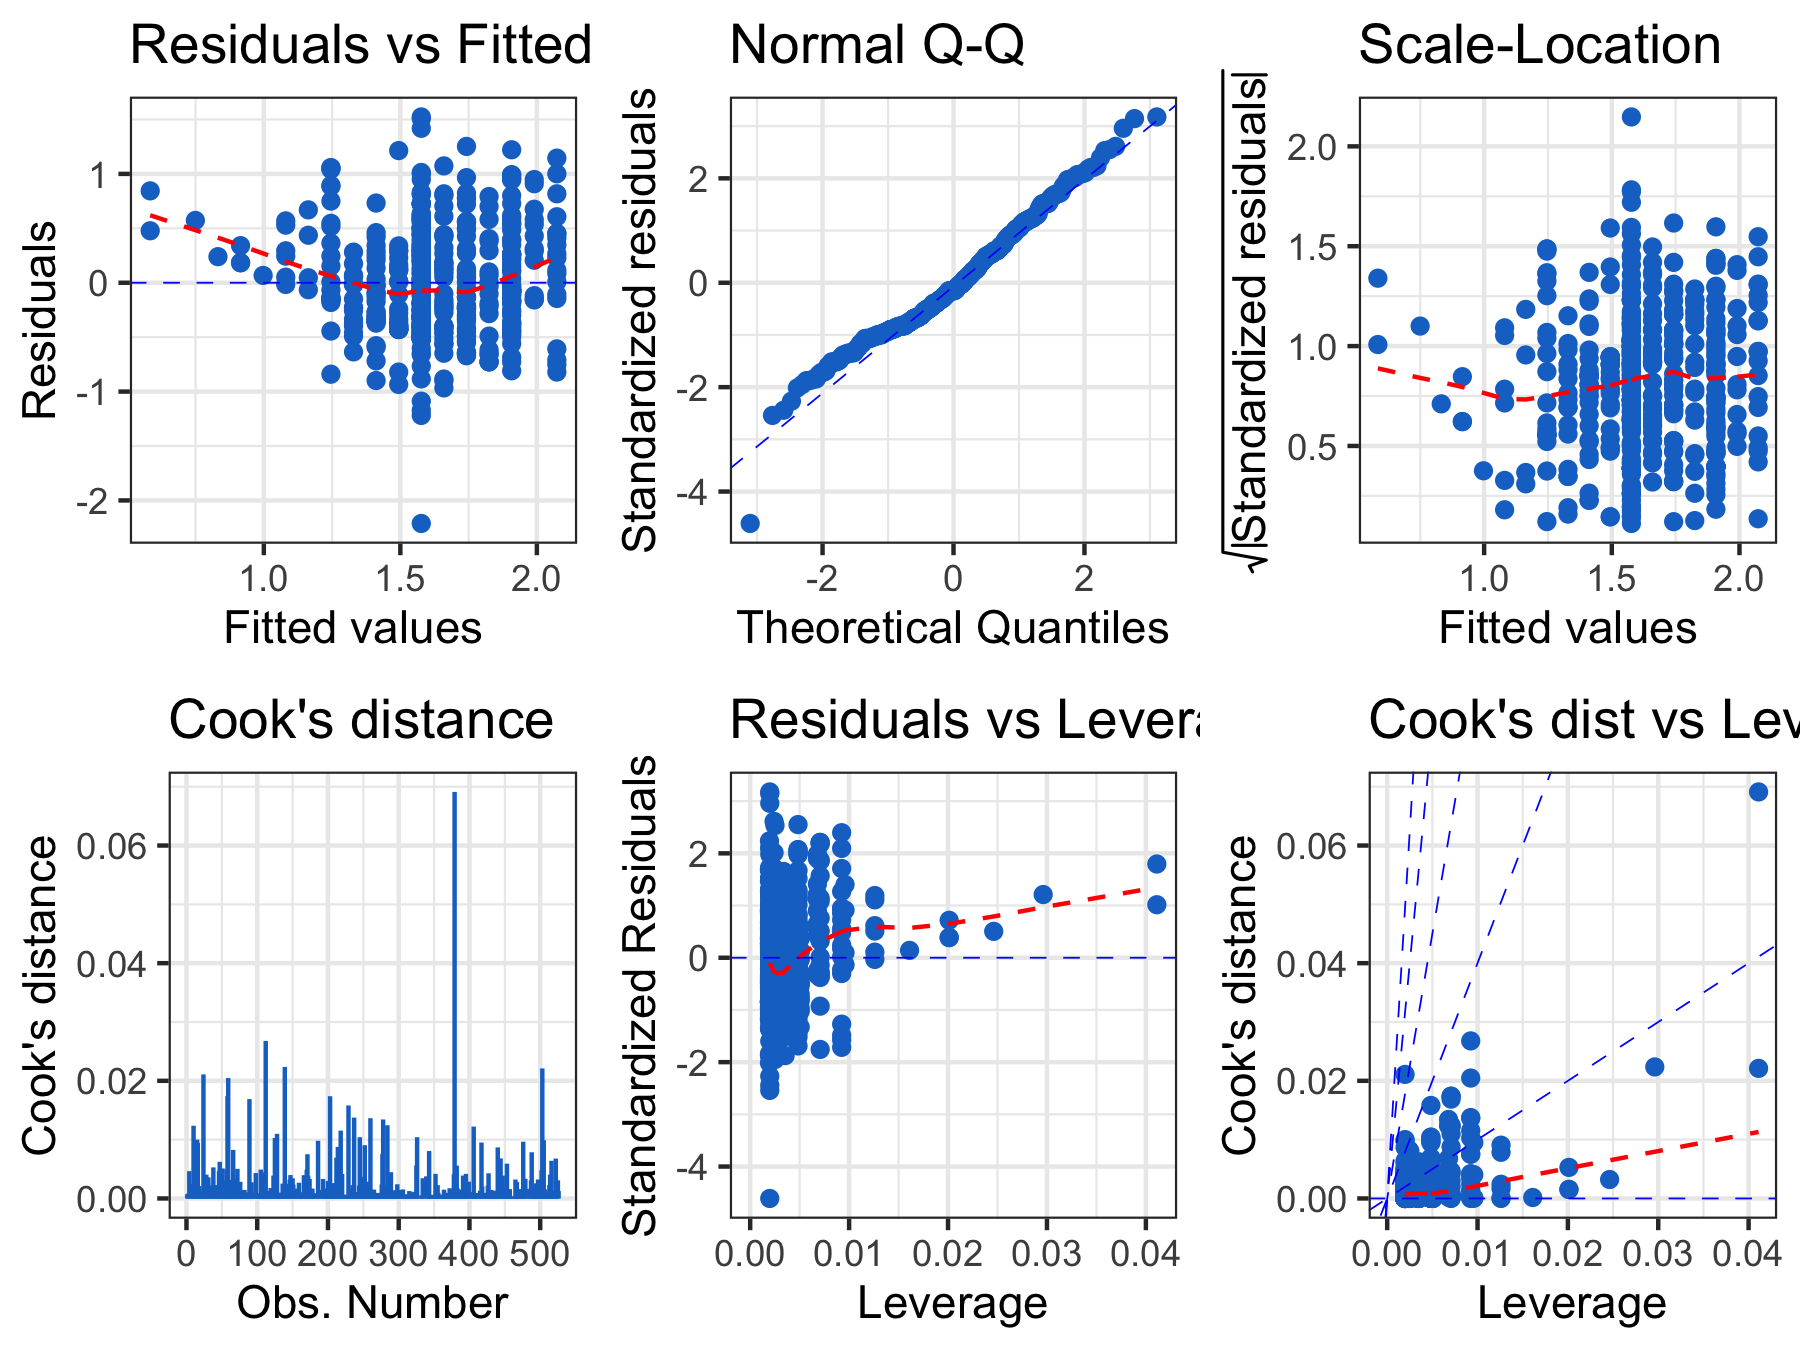 Residuals vs Fitted
Residuals
1
0
-1
-2
1.0 1.5 2.0
Fitted values
Normal Q-Q
Standardized residuals
2
0
-2
-4
-2 0 2
Theoretical Quantiles
Scale-Location
√|Standardized residuals|
2.0
1.5
1.0
0.5
1.0 1.5 2.0
Fitted values
Cook's distance
Cook's distance
0.06
0.04
0.02
0.00
0 100 200 300 400 500
Obs. Number
Residuals vs Levera
Standardized Residuals
2
0
-2
-4
0.00 0.01 0.02 0.03 0.04
Leverage
Cook's dist vs Lev
Cook's distance
0.06
0.04
0.02
0.00
0.00 0.01 0.02 0.03 0.04
Leverage